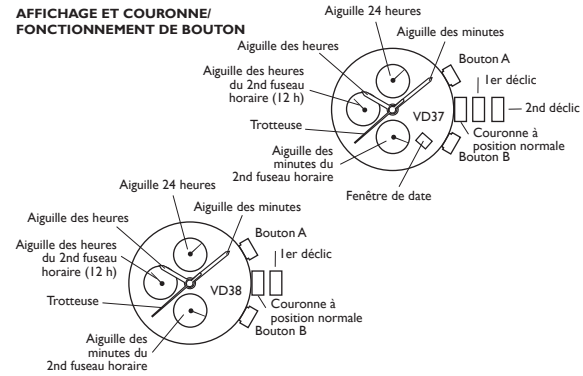 AFFICHAGE ET COURONNE/
FONCTIONNEMENT DE BOUTON
Aiguille 24 heures
Aiguille des heures
Aiguille des minutes
Bouton A
Aiguille des heures
du 2nd fuseau
horaire (12 h)
1er déclic
2nd déclic
VD37
Trotteuse
Couronne à
position normale
Bouton B
Aiguille des
minutes du
2nd fuseau horaire
Fenêtre de date
Aiguille 24 heures
Aiguille des heures
Aiguille des minutes
Bouton A
Aiguille des heures
du 2nd fuseau
horaire (12 h)
1er déclic
VD38
Trotteuse
Couronne à
position normale
Bouton B
Aiguille des
minutes du
2nd fuseau horaire